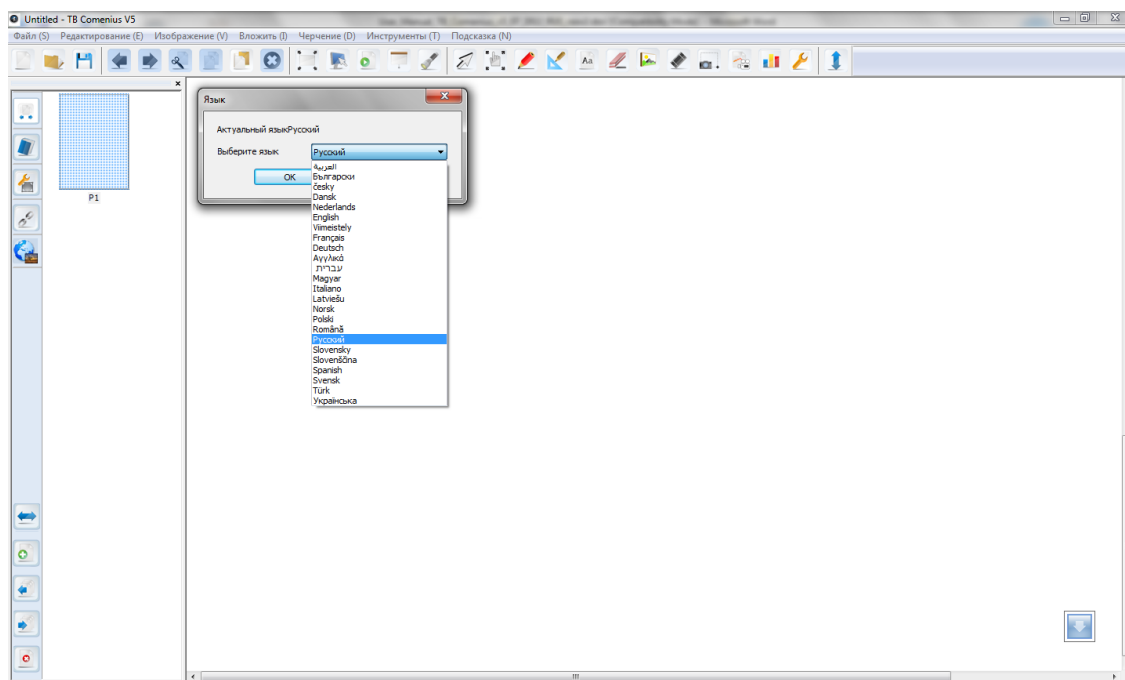 Untitled - TB Comenius V5
Файл (S) Редактирование (E) Изображение (V) Вложить (I) Черчение (D) Инструменты (T) Подсказка (N)
Aa
P1
Язык
Актуальный языкРусский
Выберите язык
Русский
OK
العربية
Български
česky
Dansk
Nederlands
English
Viimeistely
Français
Deutsch
Αγγλικά
עברית
Magyar
Italiano
Latviešu
Norsk
Polski
Română
Русский
Slovensky
Slovenščina
Spanish
Svensk
Türk
Українська